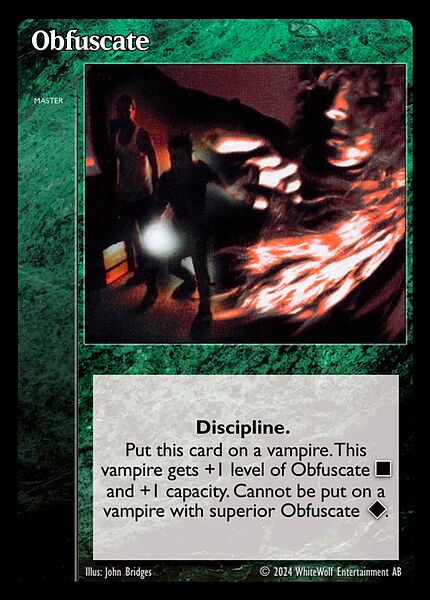 Obfuscate
MASTER
Discipline.
Put this card on a vampire. This
vampire gets +1 level of Obfuscate
and +1 capacity. Cannot be put on a
vampire with superior Obfuscate .
Illus: John Bridges © 2024 WhiteWolf Entertainment AB